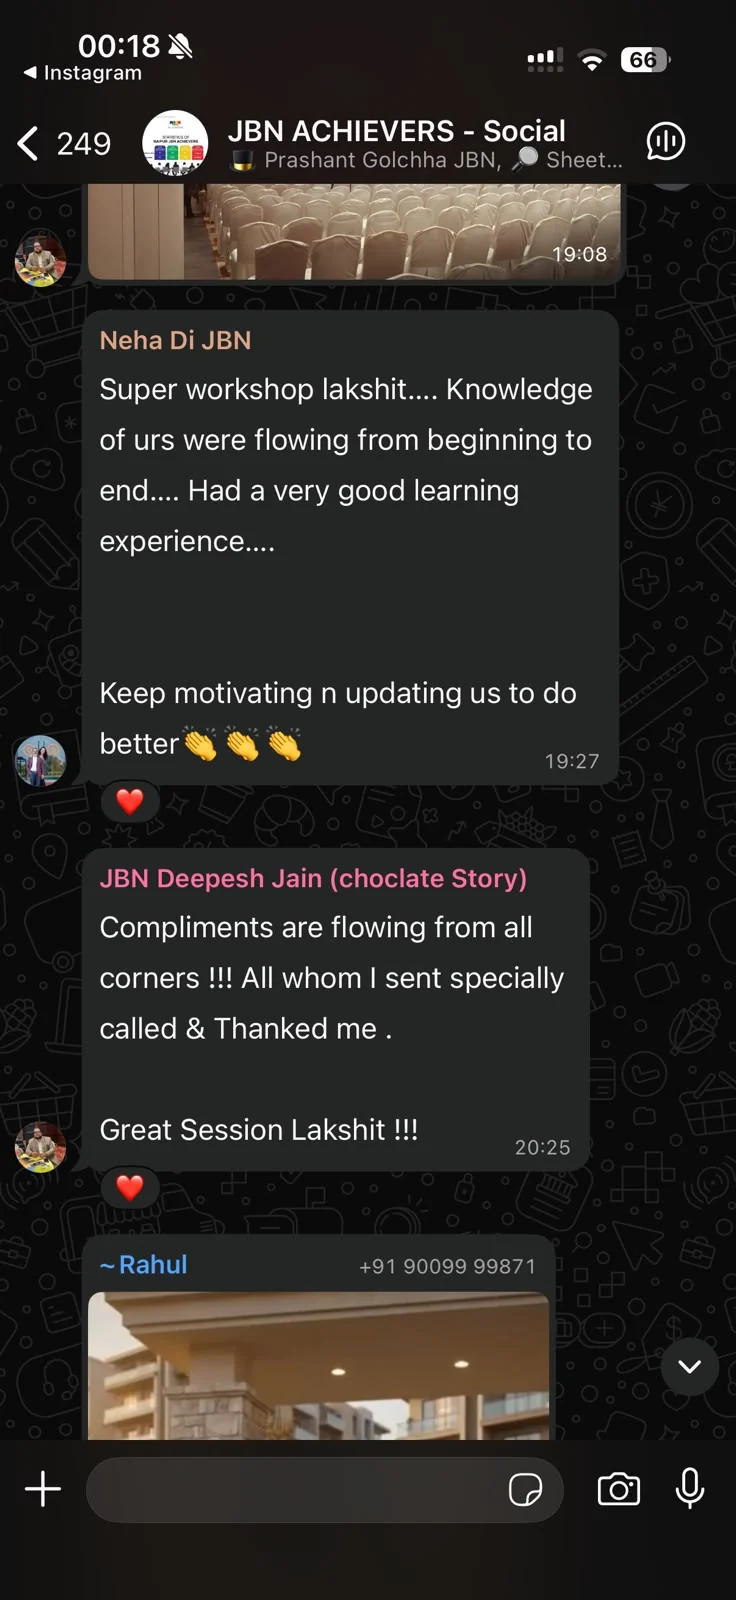 00:18
◀ Instagram
66
249
JBN ACHIEVERS - Social
🎩 Prashant Golchha JBN, 🔎 Sheet...
19:08
Neha Di JBN
Super workshop lakshit.... Knowledge
of urs were flowing from beginning to
end.... Had a very good learning
experience....
Keep motivating n updating us to do
better👏👏👏
19:27
❤️
JBN Deepesh Jain (choclate Story)
Compliments are flowing from all
corners !!! All whom I sent specially
called & Thanked me .
Great Session Lakshit !!!
20:25
❤️
~Rahul +91 90099 99871